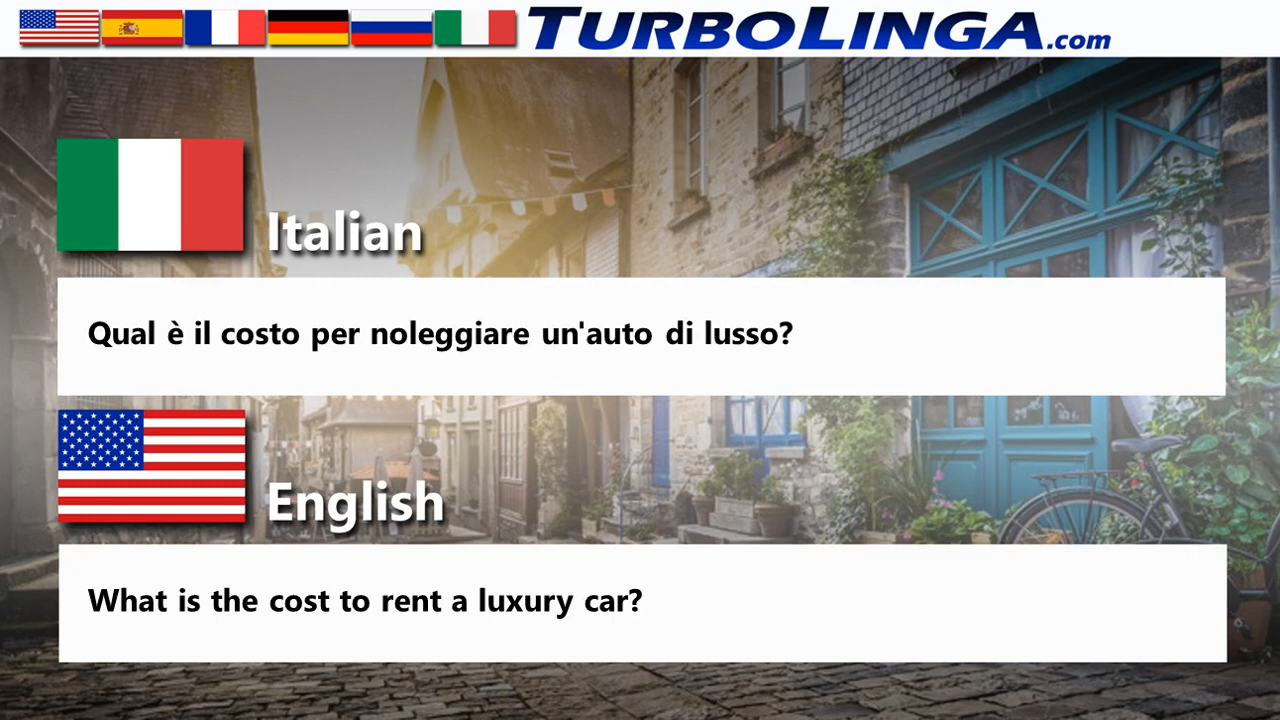 TURBOLINGA.com
Italian
Qual è il costo per noleggiare un'auto di lusso?
English
What is the cost to rent a luxury car?